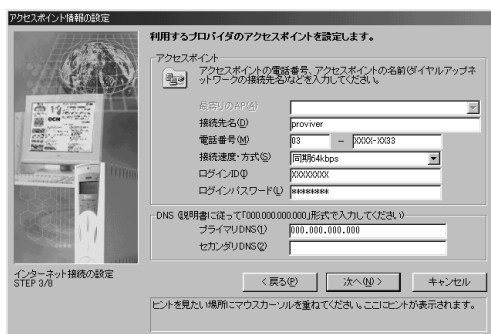 アクセスポイント情報の設定
利用するプロバイダのアクセスポイントを設定します。
アクセスポイント
アクセスポイントの電話番号、アクセスポイントの名前(ダイヤルアップネットワークの接続先名)などを入力してください。
最寄りのAP(A)
接続先名(D) proviver
電話番号(M) 03 - XXXX-XX33
接続速度・方式(S) 同期64kbps
ログインID(I) XXXXXXXX
ログインパスワード(L) ********
DNS (説明書に従って「000.000.000.000」形式で入力してください)
プライマリDNS(1) 000.000.000.000
セカンダリDNS(2)
OCN
インターネット接続の設定
STEP 3/8
< 戻る(P) 次へ(N) > キャンセル
ヒントを見たい場所にマウスカーソルを重ねてください。ここにヒントが表示されます。